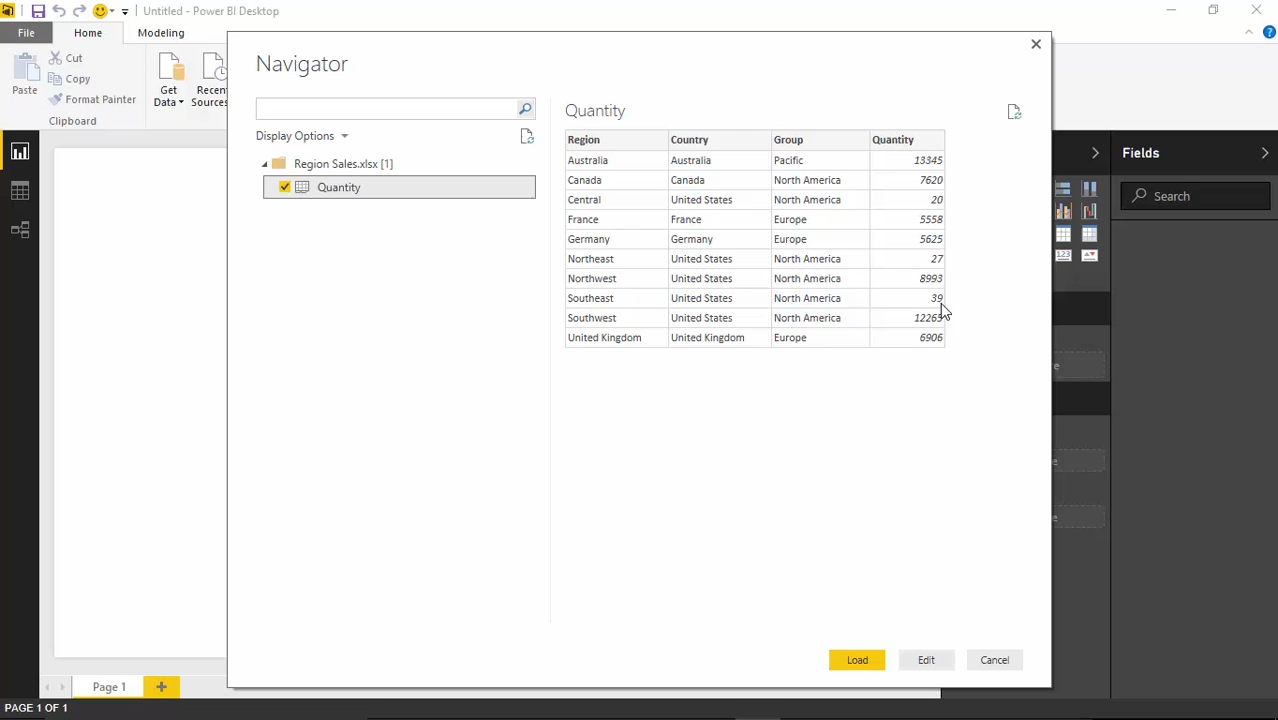 Untitled - Power BI Desktop
File
Home
Modeling
Paste
Cut
Copy
Format Painter
Clipboard
Get Data
Recent Sources
Navigator
Display Options
Region Sales.xlsx [1]
Quantity
Quantity
Region Country Group Quantity
Australia Australia Pacific 13345
Canada Canada North America 7620
Central United States North America 20
France France Europe 5558
Germany Germany Europe 5625
Northeast United States North America 27
Northwest United States North America 8993
Southeast United States North America 39
Southwest United States North America
United Kingdom United Kingdom Europe 6906
Load
Edit
Cancel
Fields
Search
123
Page 1
PAGE 1 OF 1